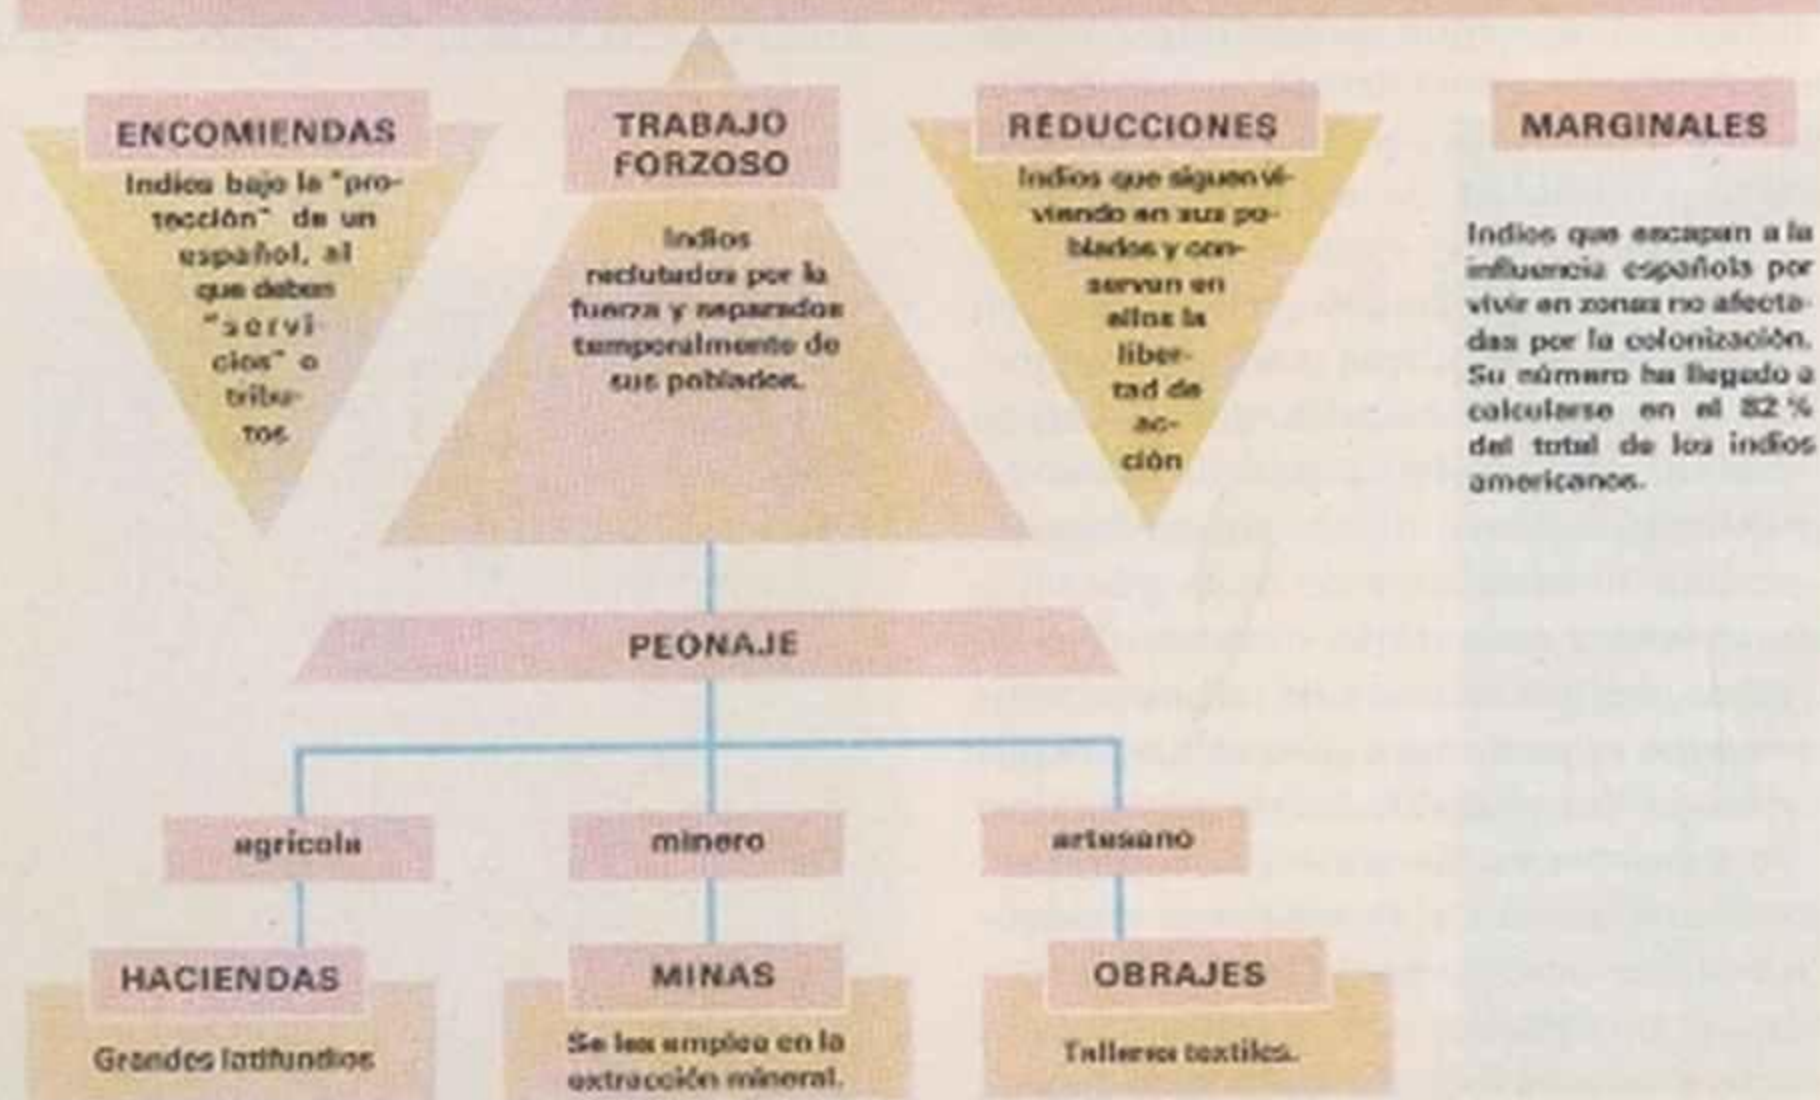 ENCOMIENDAS
Indios bajo la "pro-
tección" de un
español, al
que deben
"servi-
cios" o
tribu-
tos
TRABAJO
FORZOSO
Indios
reclutados por la
fuerza y separados
temporalmente de
sus poblados.
REDUCCIONES
Indios que siguen vi-
viendo en sus po-
blados y con-
servan en
ellos la
liber-
tad de
ac-
ción
MARGINALES
Indios que escapan a la
influencia española por
vivir en zonas no afecta-
das por la colonización.
Su número ha llegado a
calcularse en el 82 %
del total de los indios
americanos.
PEONAJE
agrícola
minero
artesano
HACIENDAS
Grandes latifundios
MINAS
Se les emplea en la
extracción mineral.
OBRAJES
Talleres textiles.